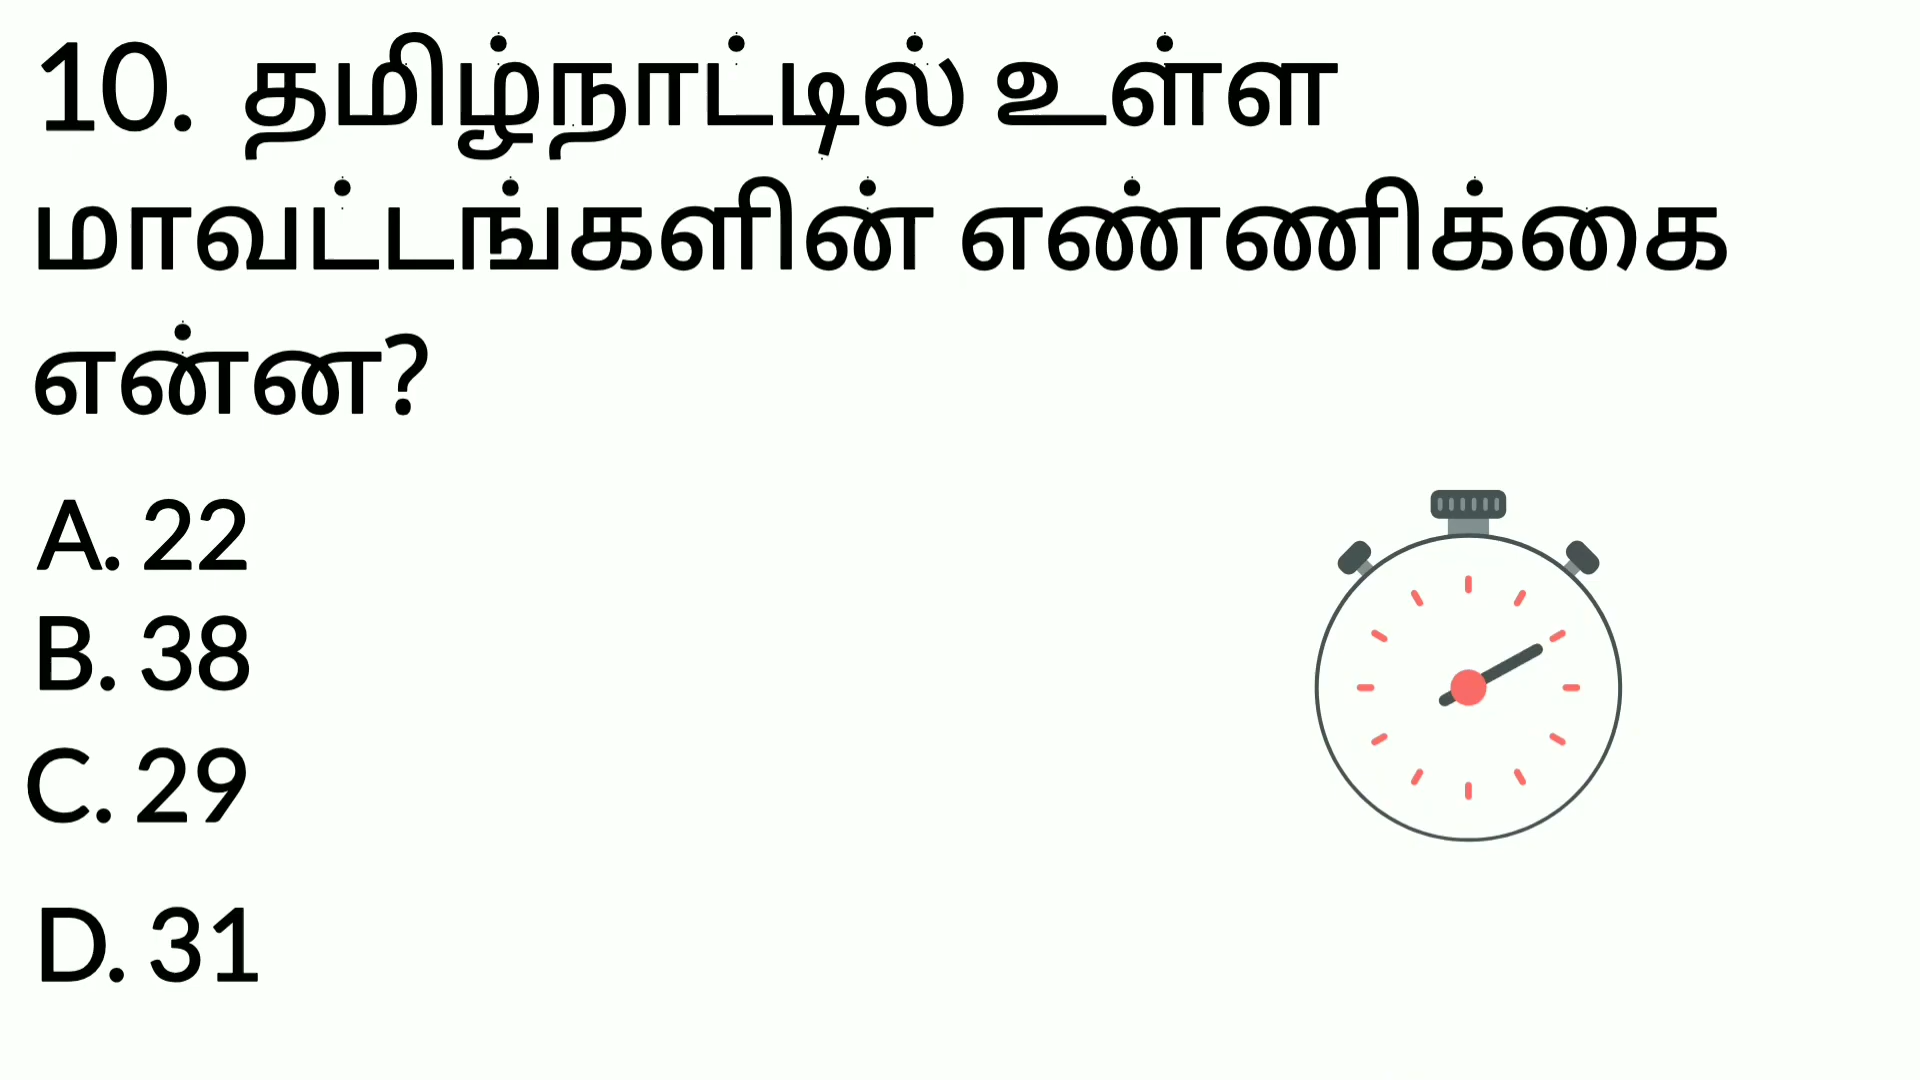 10. தமிழ்நாட்டில் உள்ள
மாவட்டங்களின் எண்ணிக்கை
என்ன?
A. 22
B. 38
C. 29
D. 31